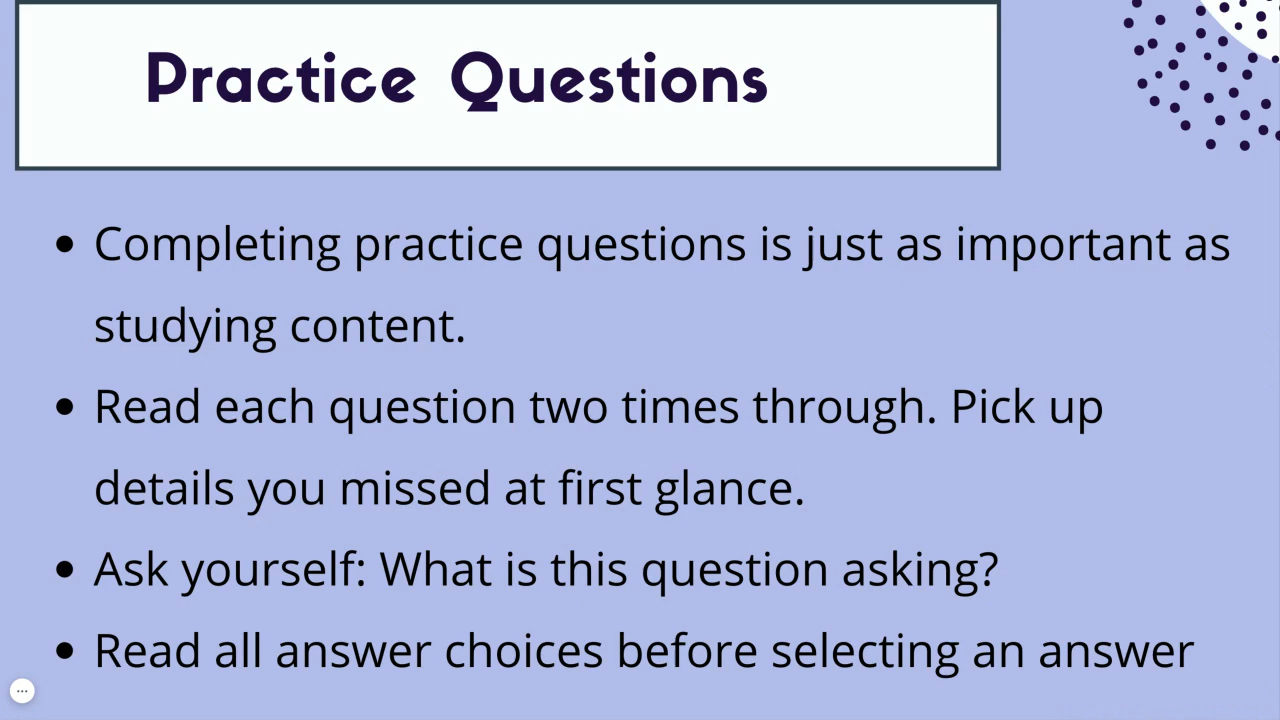 Practice Questions
• Completing practice questions is just as important as
studying content.
• Read each question two times through. Pick up
details you missed at first glance.
• Ask yourself: What is this question asking?
• Read all answer choices before selecting an answer